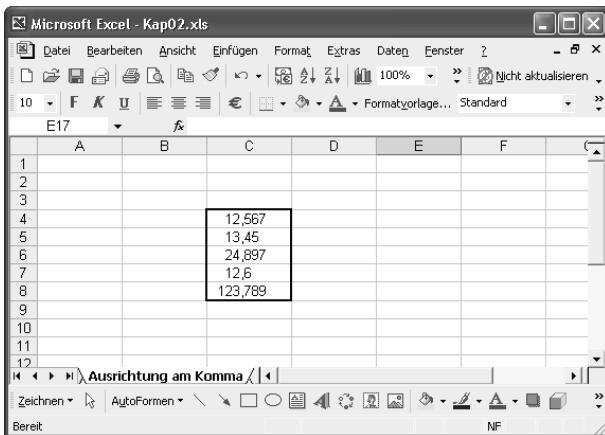 Microsoft Excel - Kap02.xls
Datei Bearbeiten Ansicht Einfügen Format Extras Daten Fenster ?
100% Nicht aktualisieren
10 F K U € Formatvorlage... Standard
E17 fx
A B C D E F
1
2
3
4 12,567
5 13,45
6 24,897
7 12,6
8 123,789
9
10
11
12
Ausrichtung am Komma
Zeichnen AutoFormen
Bereit NF